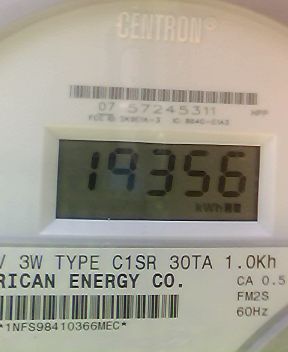 CENTRON®
07 57245311 HPP
19356
kWh
V 3W TYPE C1SR 30TA 1.0Kh
RICAN ENERGY CO. CA 0.5
FM2S
60Hz
*1NFS98410366MEC*